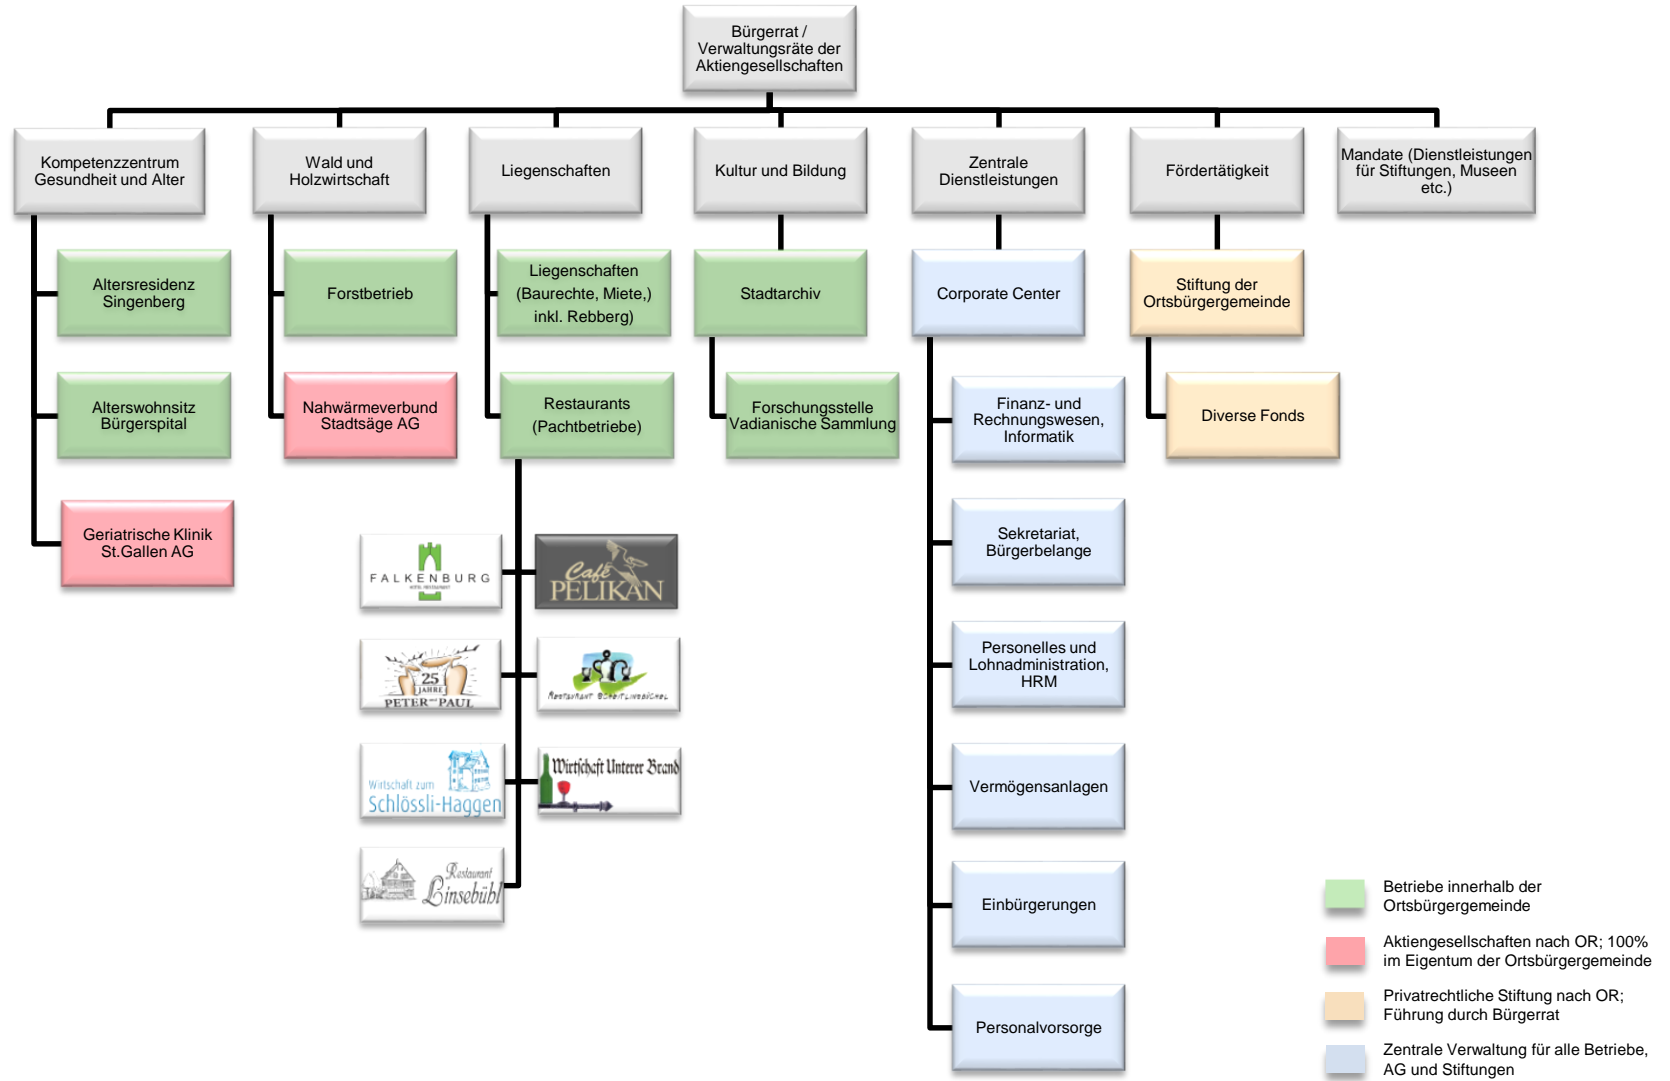 Bürgerrat /
Verwaltungsräte der
Aktiengesellschaften
Kompetenzzentrum
Gesundheit und Alter
Wald und
Holzwirtschaft
Liegenschaften
Kultur und Bildung
Zentrale
Dienstleistungen
Fördertätigkeit
Mandate (Dienstleistungen
für Stiftungen, Museen
etc.)
Altersresidenz
Singenberg
Alterswohnsitz
Bürgerspital
Geriatrische Klinik
St.Gallen AG
Forstbetrieb
Nahwärmeverbund
Stadtsäge AG
Liegenschaften
(Baurechte, Miete,)
inkl. Rebberg)
Restaurants
(Pachtbetriebe)
FALKENBURG
HOTEL RESTAURANT
Café
PELIKAN
25
JAHRE
PETER UND PAUL
RESTAURANT SCHEITLINSBÜCHEL
Wirtschaft zum
Schlössli-Haggen
Wirtschaft Unterer Brand
Restaurant
Linsebühl
Stadtarchiv
Forschungsstelle
Vadianische Sammlung
Corporate Center
Finanz- und
Rechnungswesen,
Informatik
Sekretariat,
Bürgerbelange
Personelles und
Lohnadministration,
HRM
Vermögensanlagen
Einbürgerungen
Personalvorsorge
Stiftung der
Ortsbürgergemeinde
Diverse Fonds
Betriebe innerhalb der
Ortsbürgergemeinde
Aktiengesellschaften nach OR; 100%
im Eigentum der Ortsbürgergemeinde
Privatrechtliche Stiftung nach OR;
Führung durch Bürgerrat
Zentrale Verwaltung für alle Betriebe,
AG und Stiftungen